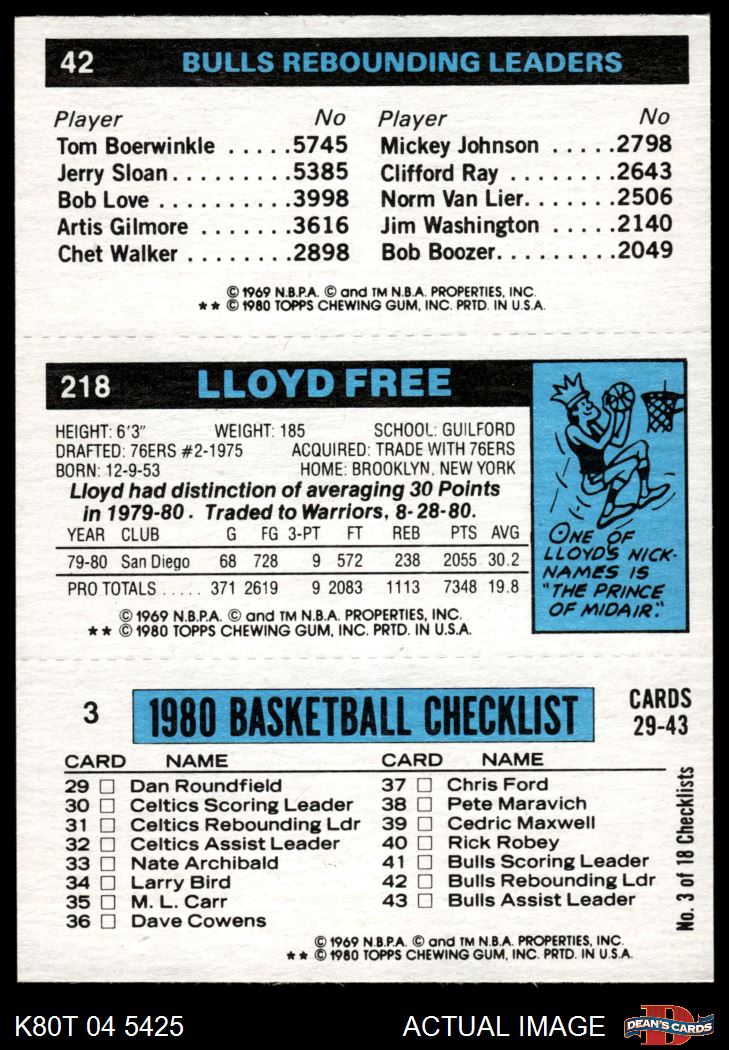 42 BULLS REBOUNDING LEADERS
Player No Player No
Tom Boerwinkle . . . . .5745 Mickey Johnson . . . . .2798
Jerry Sloan. . . . . . . . .5385 Clifford Ray . . . . . . . .2643
Bob Love . . . . . . . . . .3998 Norm Van Lier. . . . . . .2506
Artis Gilmore . . . . . . .3616 Jim Washington . . . . .2140
Chet Walker . . . . . . . .2898 Bob Boozer. . . . . . . . .2049
© 1969 N.B.P.A. © and TM N.B.A. PROPERTIES, INC.
★★ © 1980 TOPPS CHEWING GUM, INC. PRTD. IN U.S.A.
218 LLOYD FREE
HEIGHT: 6'3" WEIGHT: 185 SCHOOL: GUILFORD
DRAFTED: 76ERS #2-1975 ACQUIRED: TRADE WITH 76ERS
BORN: 12-9-53 HOME: BROOKLYN, NEW YORK
Lloyd had distinction of averaging 30 Points
in 1979-80. Traded to Warriors, 8-28-80.
YEAR CLUB G FG 3-PT FT REB PTS AVG
79-80 San Diego 68 728 9 572 238 2055 30.2
PRO TOTALS . . . . . 371 2619 9 2083 1113 7348 19.8
© 1969 N.B.P.A. © and TM N.B.A. PROPERTIES, INC.
★★ © 1980 TOPPS CHEWING GUM, INC. PRTD. IN U.S.A.
ONE OF
LLOYD'S NICK-
NAMES IS
"THE PRINCE
OF MIDAIR."
3 1980 BASKETBALL CHECKLIST CARDS
29-43
CARD NAME CARD NAME
29 □ Dan Roundfield 37 □ Chris Ford
30 □ Celtics Scoring Leader 38 □ Pete Maravich
31 □ Celtics Rebounding Ldr 39 □ Cedric Maxwell
32 □ Celtics Assist Leader 40 □ Rick Robey
33 □ Nate Archibald 41 □ Bulls Scoring Leader
34 □ Larry Bird 42 □ Bulls Rebounding Ldr
35 □ M. L. Carr 43 □ Bulls Assist Leader
36 □ Dave Cowens
No. 3 of 18 Checklists
© 1969 N.B.P.A. © and TM N.B.A. PROPERTIES, INC.
★★ © 1980 TOPPS CHEWING GUM, INC. PRTD. IN U.S.A.
K80T 04 5425 ACTUAL IMAGE DEAN'S CARDS